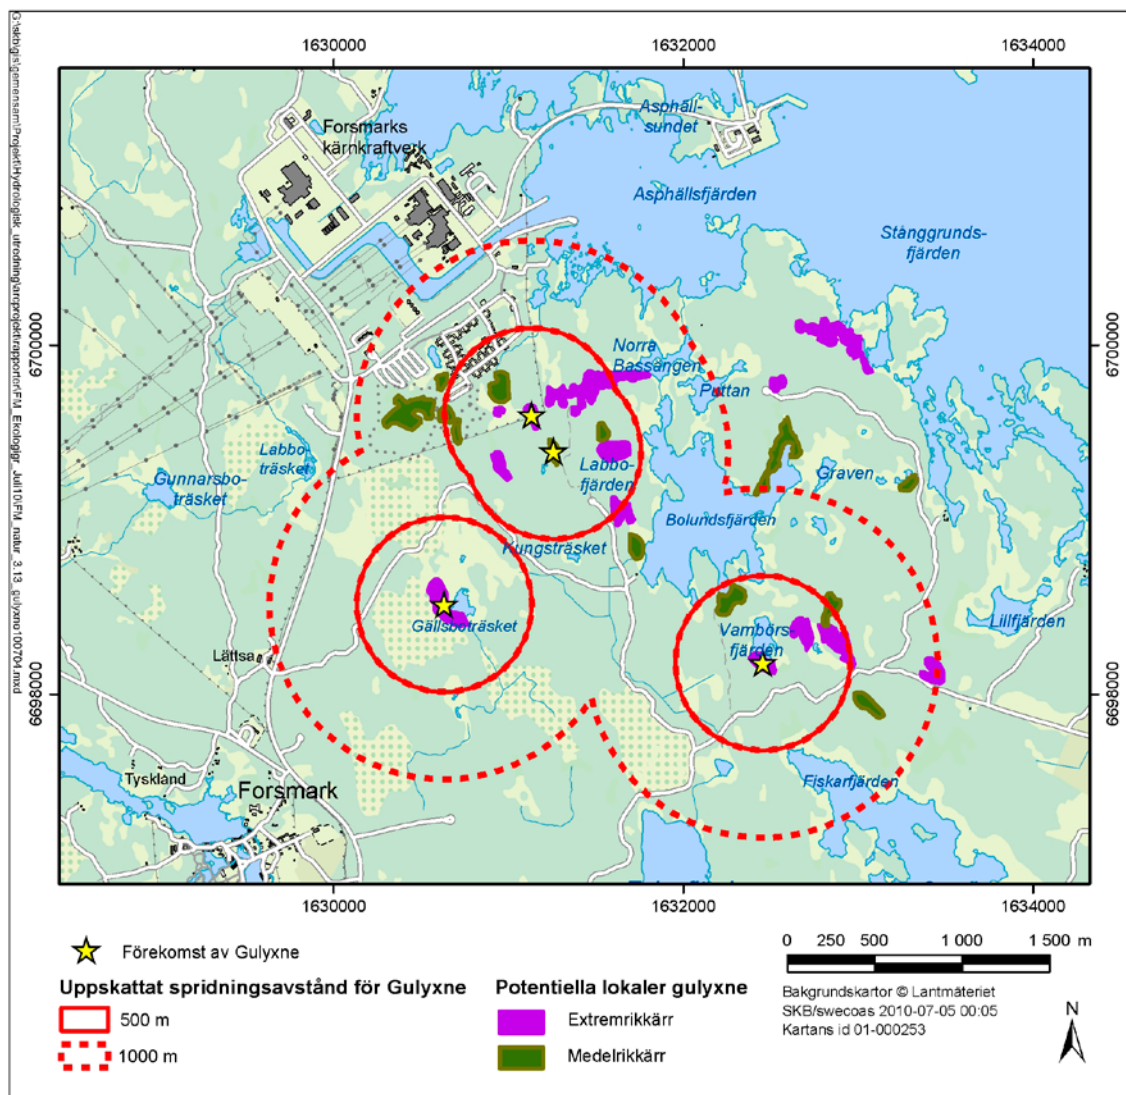 1630000
1632000
1634000
Asphäll-
sundet
Forsmarks
kärnkraftverk
Asphällsfjärden
Stånggrunds-
fjärden
6700000
6700000
Norra
Bassängen
Puttan
Labbo-
träsket
Gunnarsbo-
träsket
Labbo-
fjärden
Graven
Bolundsfjärden
Kungsträsket
Gällsboträsket
Vambörs-
fjärden
Lillfjärden
Lättsa
6698000
6698000
Tyskland
Forsmark
Fiskarfjärden
1630000
1632000
1634000
Förekomst av Gulyxne
Uppskattat spridningsavstånd för Gulyxne
500 m
1000 m
Potentiella lokaler gulyxne
Extremrikkärr
Medelrikkärr
0 250 500 1 000 1 500 m
Bakgrundskartor © Lantmäteriet
SKB/swecoas 2010-07-05 00:05
Kartans id 01-000253
N